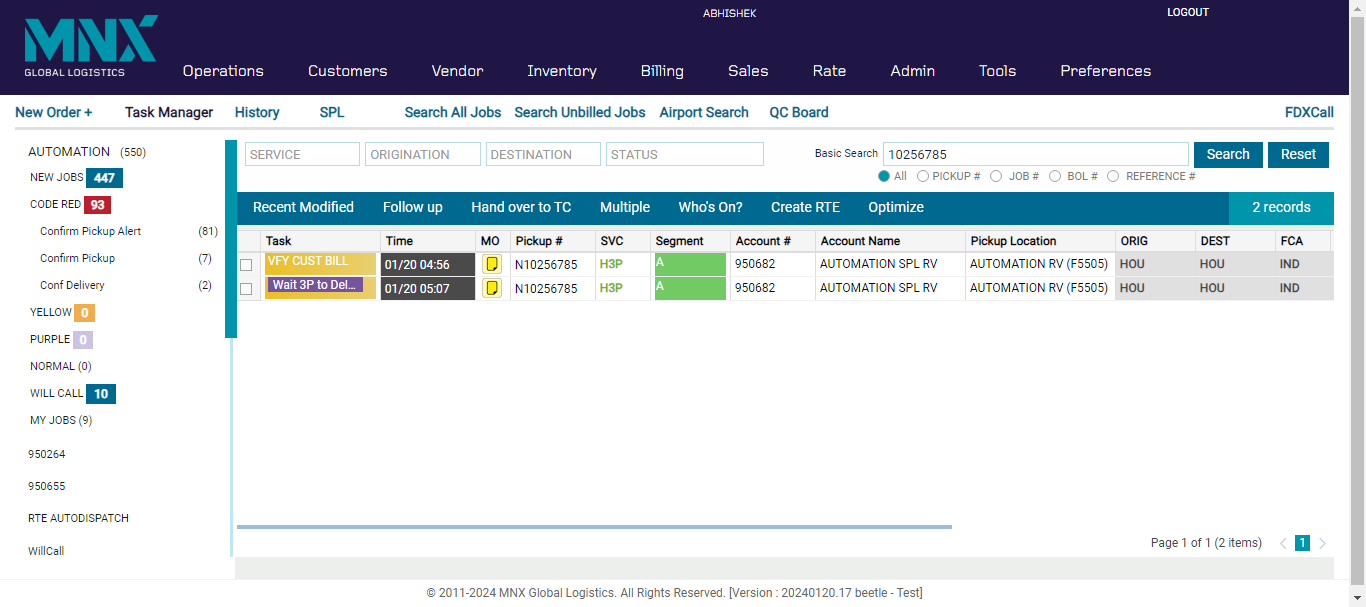 ABHISHEK LOGOUT
MNX
GLOBAL LOGISTICS
Operations Customers Vendor Inventory Billing Sales Rate Admin Tools Preferences
New Order + Task Manager History SPL Search All Jobs Search Unbilled Jobs Airport Search QC Board FDXCall
AUTOMATION (550)
NEW JOBS 447
CODE RED 93
Confirm Pickup Alert (81)
Confirm Pickup (7)
Conf Delivery (2)
YELLOW 0
PURPLE 0
NORMAL (0)
WILL CALL 10
MY JOBS (9)
950264
950655
RTE AUTODISPATCH
WillCall
SERVICE ORIGINATION DESTINATION STATUS Basic Search 10256785 Search Reset
All PICKUP # JOB # BOL # REFERENCE #
Recent Modified Follow up Hand over to TC Multiple Who's On? Create RTE Optimize 2 records
Task Time MO Pickup # SVC Segment Account # Account Name Pickup Location ORIG DEST FCA
VFY CUST BILL 01/20 04:56 N10256785 H3P A 950682 AUTOMATION SPL RV AUTOMATION RV (F5505) HOU HOU IND
Wait 3P to Del... 01/20 05:07 N10256785 H3P A 950682 AUTOMATION SPL RV AUTOMATION RV (F5505) HOU HOU IND
Page 1 of 1 (2 items) 1
© 2011-2024 MNX Global Logistics. All Rights Reserved. [Version : 20240120.17 beetle - Test]